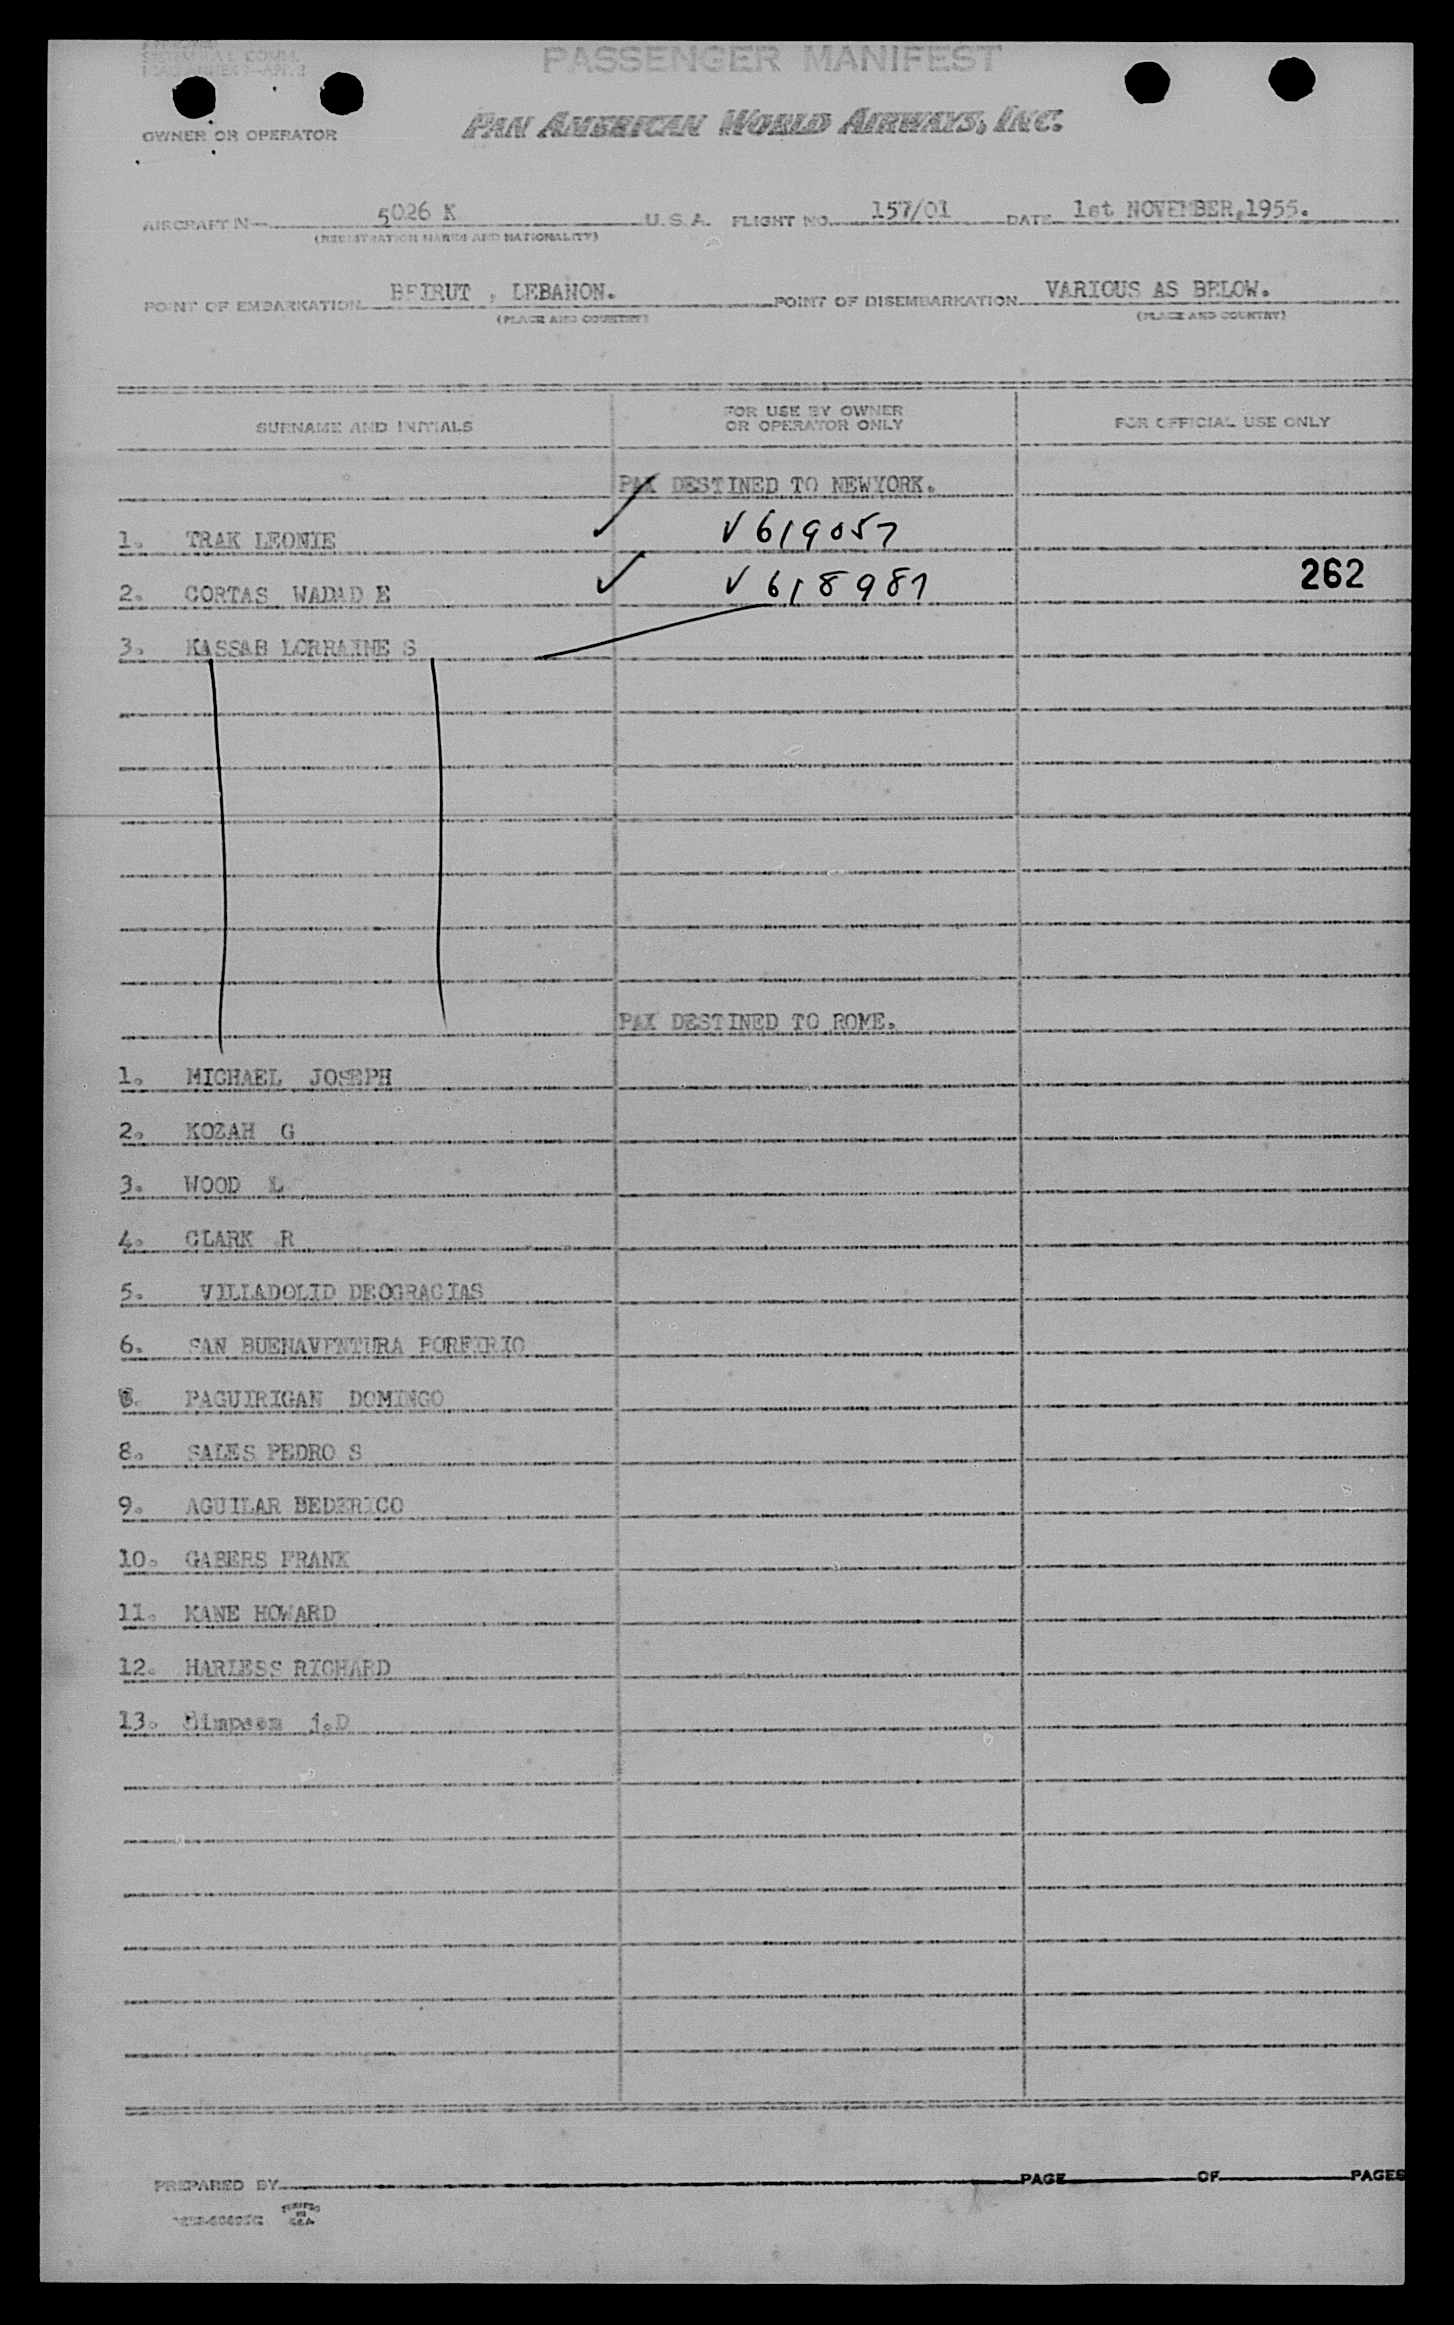 PASSENGER MANIFEST
OWNER OR OPERATOR
PAN AMERICAN WORLD AIRWAYS, INC.
AIRCRAFT N— 5026 K U.S.A. FLIGHT NO. 157/01 DATE 1st NOVEMBER,1955.
(REGISTRATION MARKS AND NATIONALITY)
POINT OF EMBARKATION BEIRUT , LEBANON. POINT OF DISEMBARKATION VARIOUS AS BELOW.
(PLACE AND COUNTRY) (PLACE AND COUNTRY)
SURNAME AND INITIALS FOR USE BY OWNER OR OPERATOR ONLY FOR OFFICIAL USE ONLY
PAX DESTINED TO NEWYORK.
1. TRAK LEONIE ✓ ✓ 619057
2. CORTAS WADAD E ✓ ✓ 618987 262
3. KASSAB LORRAINE S
PAX DESTINED TO ROME.
1. MICHAEL JOSEPH
2. KOZAH G
3. WOOD L
4. CLARK R
5. VILLADOLID DEOGRACIAS
6. SAN BUENAVENTURA PORFIRIO
PAGUIRIGAN DOMINGO
8. SALES PEDRO S
9. AGUILAR BEDERICO
10. GABERS FRANK
11. KANE HOWARD
12. HARLESS RICHARD
13. Simpson j.D
PREPARED BY PAGE OF PAGES
PRINTED IN U.S.A.